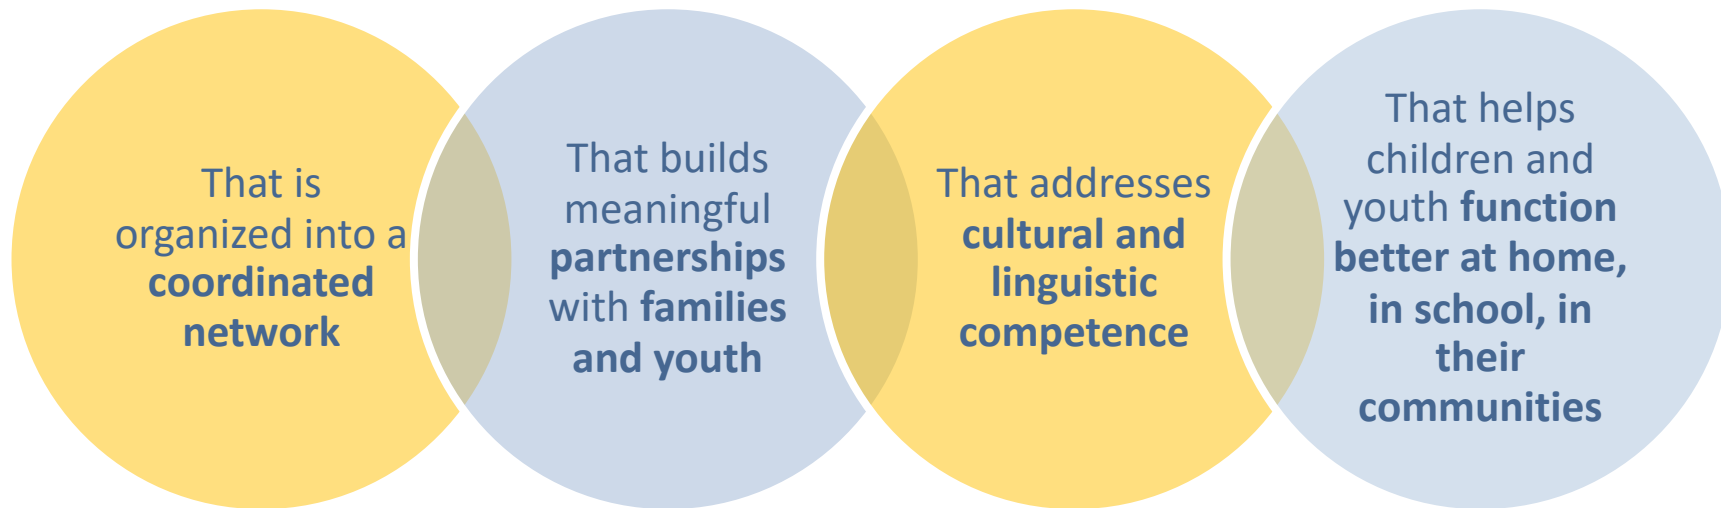 That is
organized into a
coordinated
network
That builds
meaningful
partnerships
with families
and youth
That addresses
cultural and
linguistic
competence
That helps
children and
youth function
better at home,
in school, in
their
communities